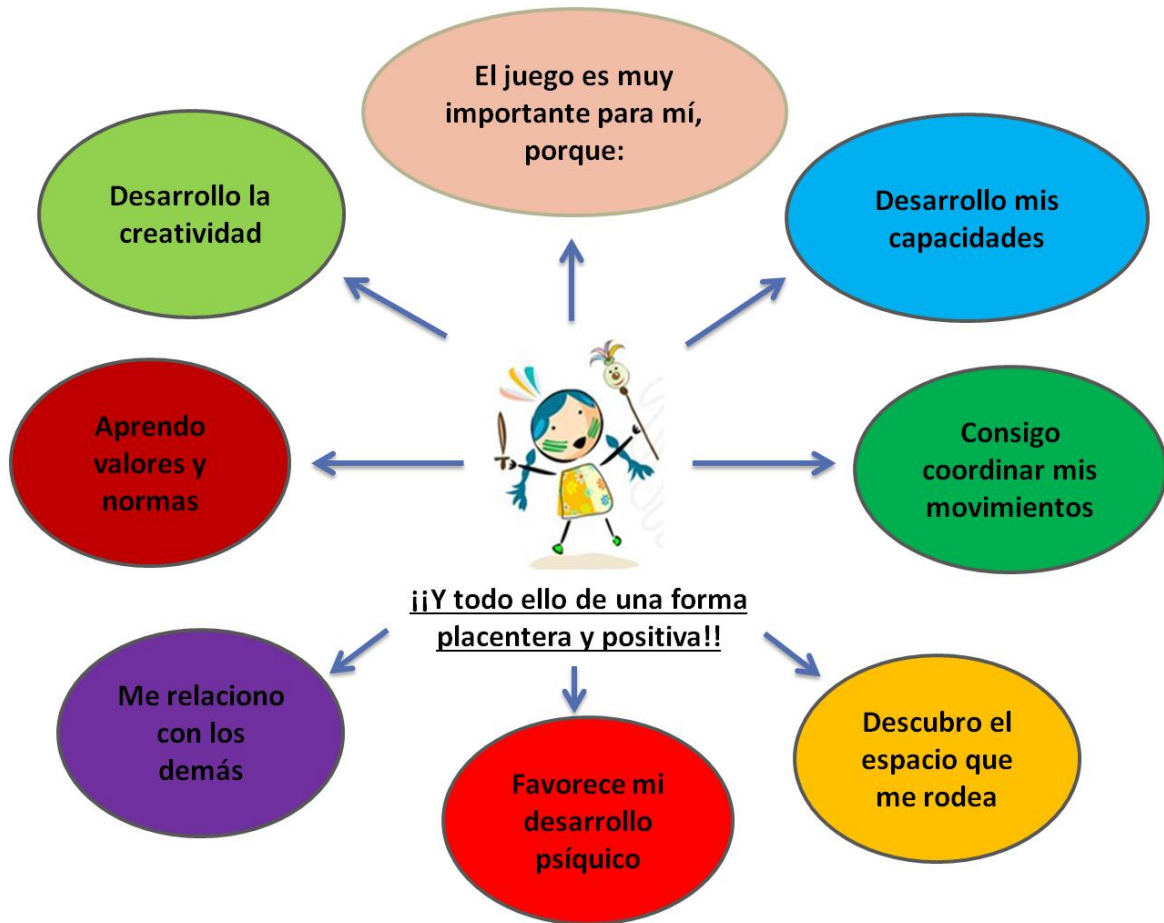 El juego es muy
importante para mí,
porque:
Desarrollo mis
capacidades
Consigo
coordinar mis
movimientos
Descubro el
espacio que
me rodea
Favorece mi
desarrollo
psíquico
Me relaciono
con los
demás
Aprendo
valores y
normas
Desarrollo la
creatividad
¡¡Y todo ello de una forma
placentera y positiva!!